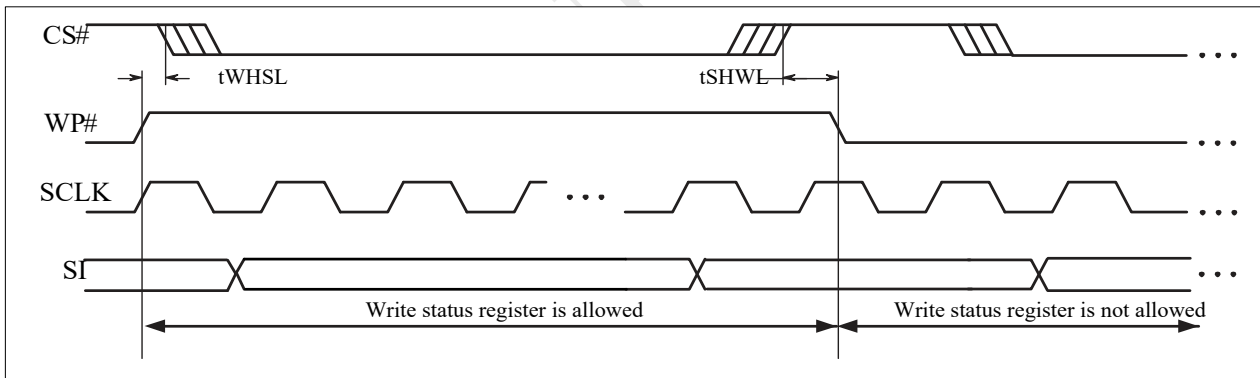 CS#
tWHSL
tSHWL
WP#
SCLK
SI
Write status register is allowed
Write status register is not allowed